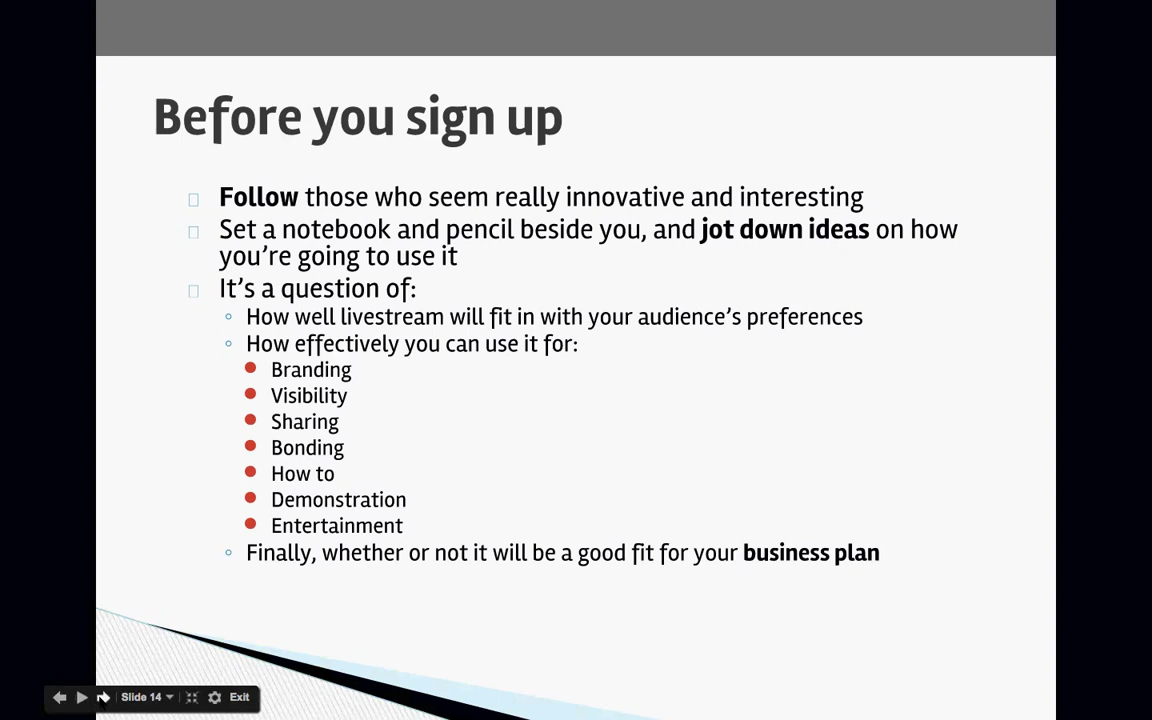 Before you sign up
Follow those who seem really innovative and interesting
Set a notebook and pencil beside you, and jot down ideas on how
you're going to use it
It's a question of:
How well livestream will fit in with your audience's preferences
How effectively you can use it for:
Branding
Visibility
Sharing
Bonding
How to
Demonstration
Entertainment
Finally, whether or not it will be a good fit for your business plan
Slide 14 Exit